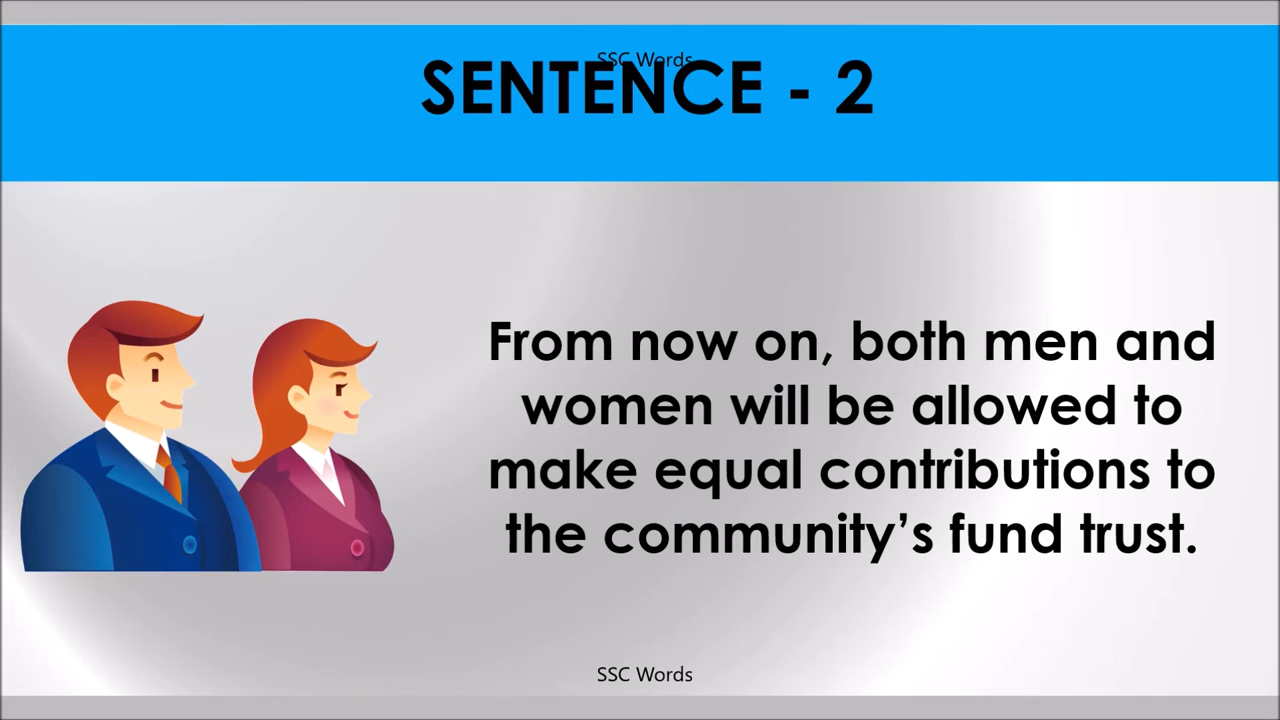 SSC Words
SENTENCE - 2
From now on, both men and
women will be allowed to
make equal contributions to
the community’s fund trust.
SSC Words